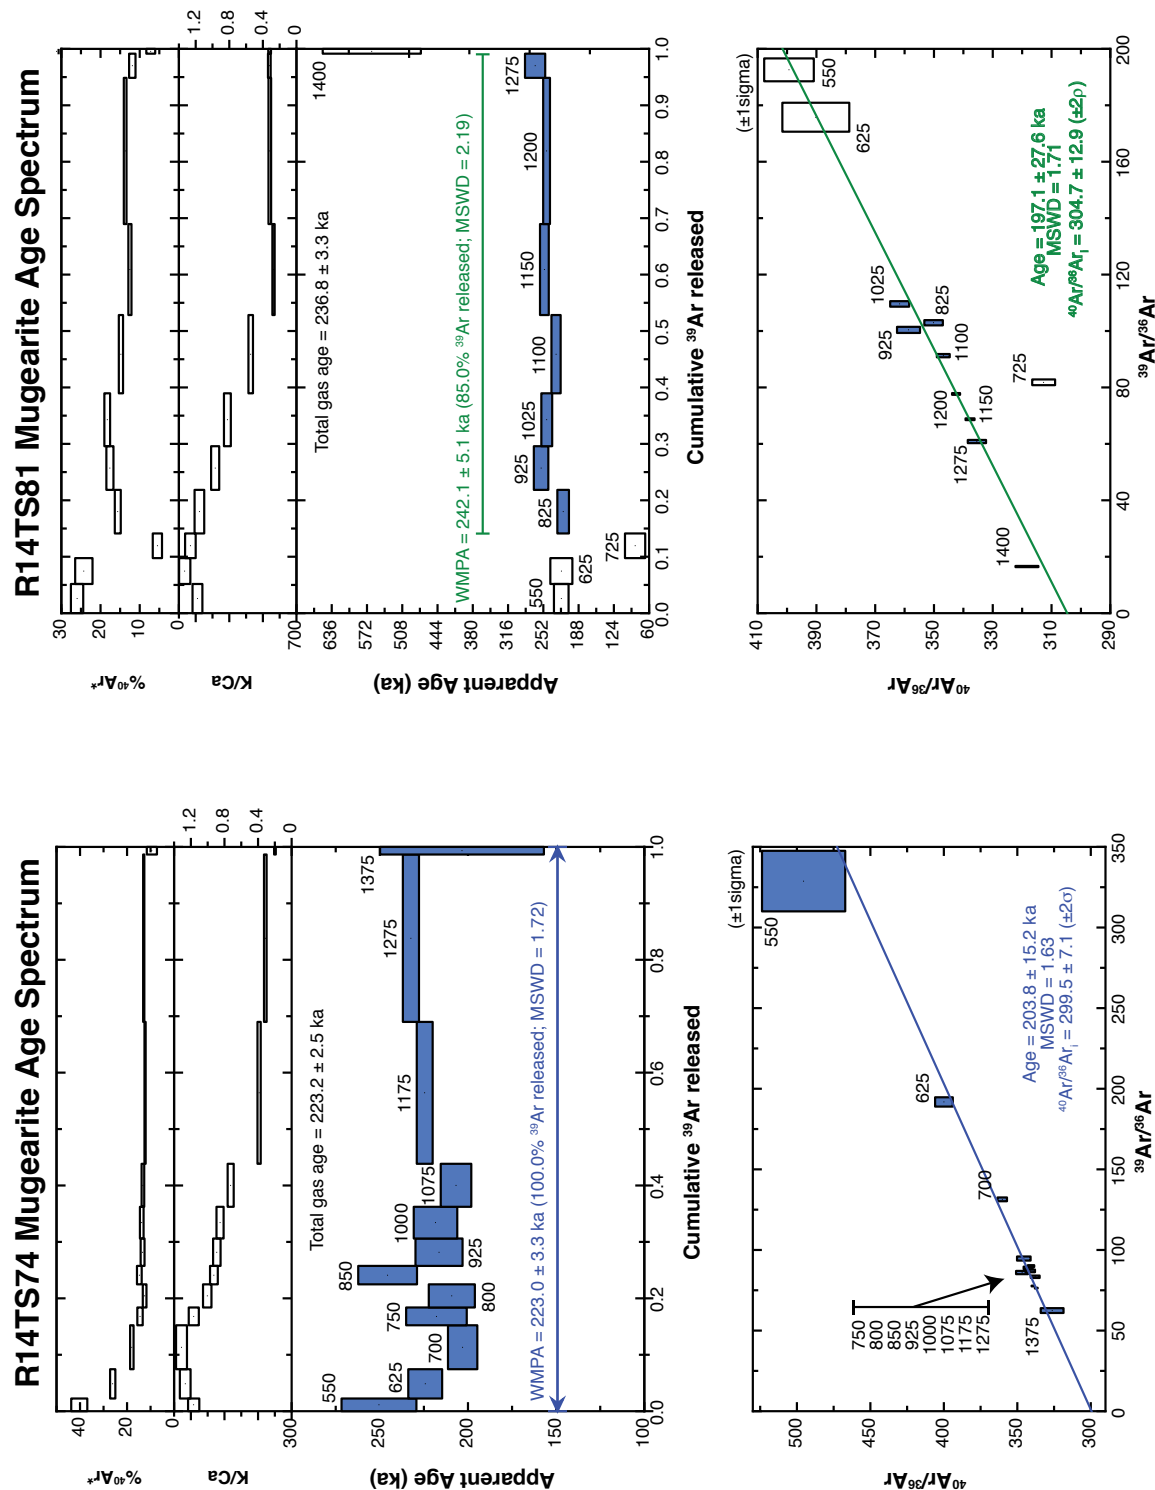 R14TS74 Mugearite Age Spectrum
%⁴⁰Ar*
40
20
0
K/Ca
1.2
0.8
0.4
0
Apparent Age (ka)
300
250
200
150
100
Total gas age = 223.2 ± 2.5 ka
550
625
700
750
800
850
925
1000
1075
1175
1275
1375
WMPA = 223.0 ± 3.3 ka (100.0% ³⁹Ar released; MSWD = 1.72)
0.0 0.2 0.4 0.6 0.8 1.0
Cumulative ³⁹Ar released
(±1sigma)
⁴⁰Ar/³⁶Ar
500
450
400
350
300
550
625
700
750
800
850
925
1000
1075
1175
1275
1375
Age = 203.8 ± 15.2 ka
MSWD = 1.63
⁴⁰Ar/³⁶Arᵢ = 299.5 ± 7.1 (±2σ)
0 50 100 150 200 250 300 350
³⁹Ar/³⁶Ar
R14TS81 Mugearite Age Spectrum
%⁴⁰Ar*
30
20
10
0
K/Ca
1.2
0.8
0.4
0
Apparent Age (ka)
700
636
572
508
444
380
316
252
188
124
60
Total gas age = 236.8 ± 3.3 ka
1400
WMPA = 242.1 ± 5.1 ka (85.0% ³⁹Ar released; MSWD = 2.19)
550
625
725
825
925
1025
1100
1150
1200
1275
0.0 0.1 0.2 0.3 0.4 0.5 0.6 0.7 0.8 0.9 1.0
Cumulative ³⁹Ar released
(±1sigma)
⁴⁰Ar/³⁶Ar
410
390
370
350
330
310
290
550
625
1025
925
825
1100
725
1200
1150
1275
1400
Age = 197.1 ± 27.6 ka
MSWD = 1.71
⁴⁰Ar/³⁶Arᵢ = 304.7 ± 12.9 (±2ρ)
0 40 80 120 160 200
³⁹Ar/³⁶Ar